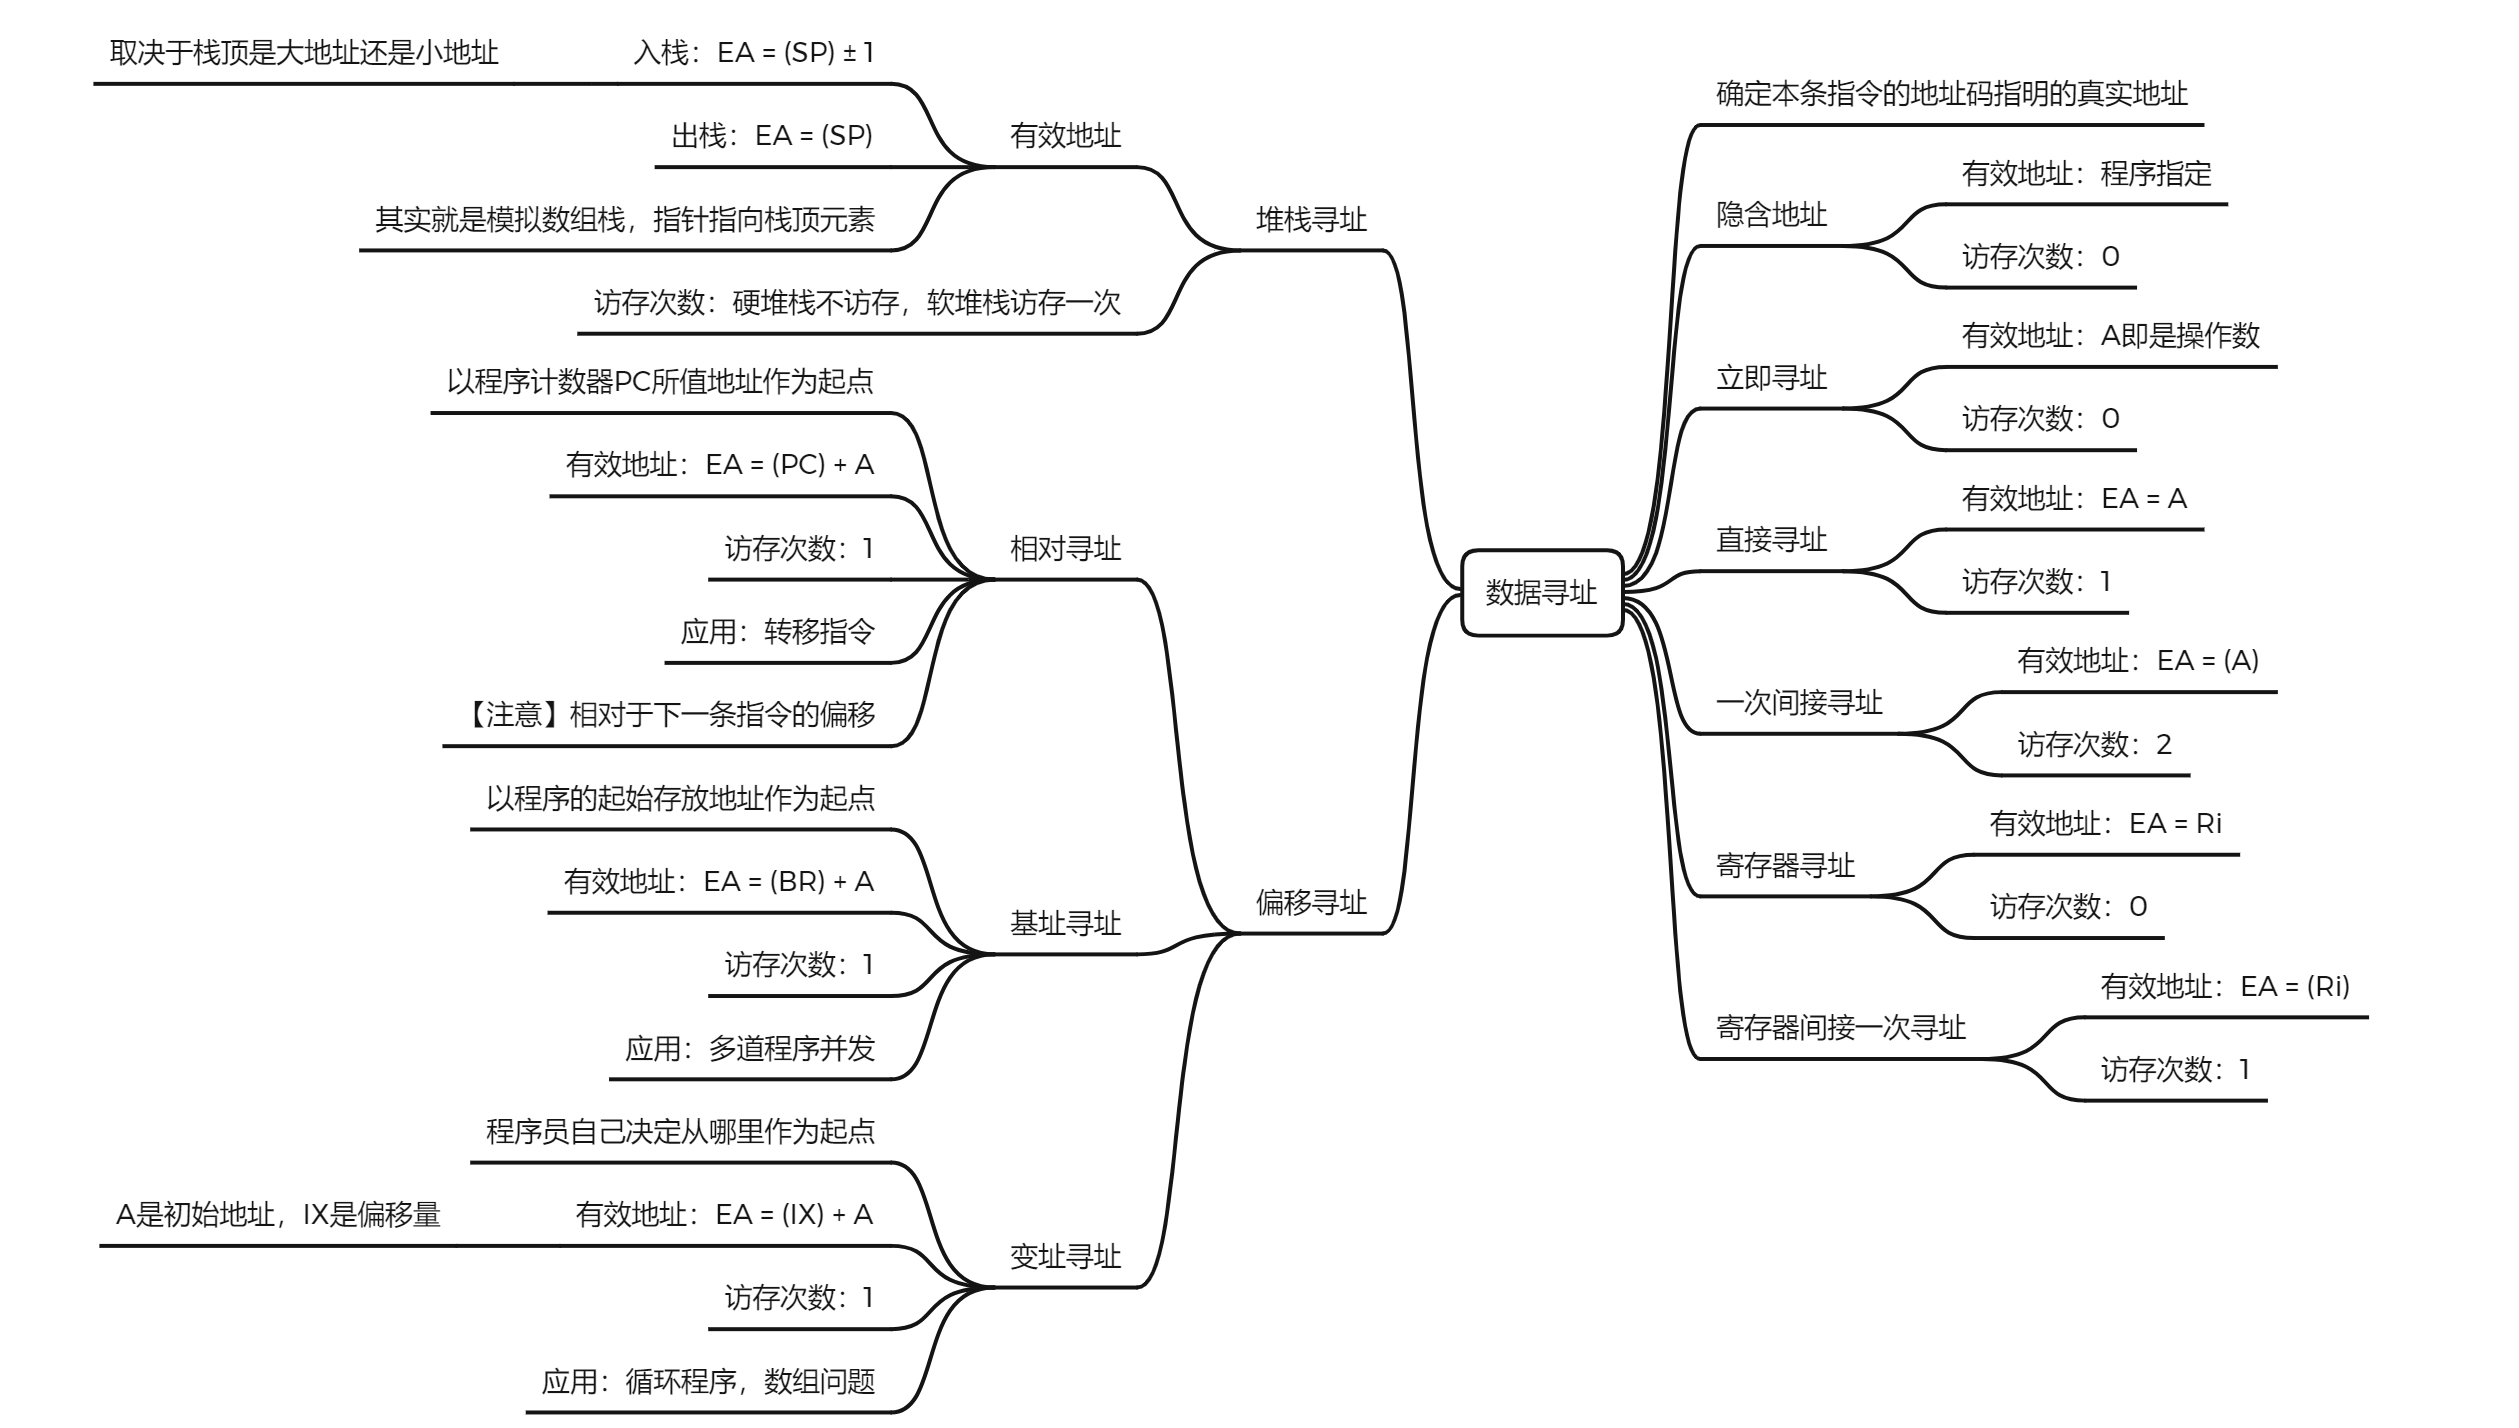 数据寻址
确定本条指令的地址码指明的真实地址
隐含地址
有效地址：程序指定
访存次数：0
立即寻址
有效地址：A即是操作数
访存次数：0
直接寻址
有效地址：EA = A
访存次数：1
一次间接寻址
有效地址：EA = (A)
访存次数：2
寄存器寻址
有效地址：EA = Ri
访存次数：0
寄存器间接一次寻址
有效地址：EA = (Ri)
访存次数：1
堆栈寻址
有效地址
入栈：EA = (SP) ± 1
取决于栈顶是大地址还是小地址
出栈：EA = (SP)
其实就是模拟数组栈，指针指向栈顶元素
访存次数：硬堆栈不访存，软堆栈访存一次
偏移寻址
相对寻址
以程序计数器PC所值地址作为起点
有效地址：EA = (PC) + A
访存次数：1
应用：转移指令
【注意】相对于下一条指令的偏移
基址寻址
以程序的起始存放地址作为起点
有效地址：EA = (BR) + A
访存次数：1
应用：多道程序并发
变址寻址
程序员自己决定从哪里作为起点
有效地址：EA = (IX) + A
A是初始地址，IX是偏移量
访存次数：1
应用：循环程序，数组问题